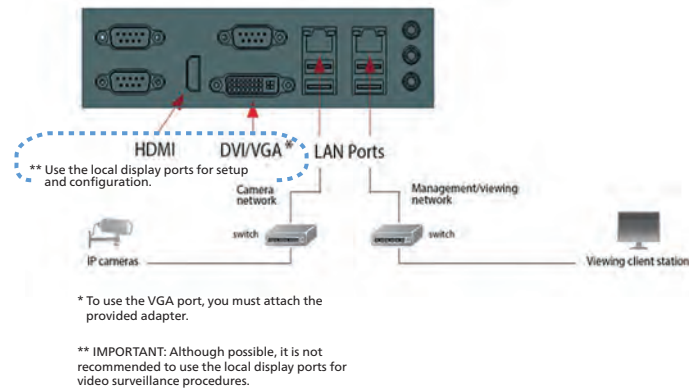 HDMI
DVI/VGA *
LAN Ports
** Use the local display ports for setup
and configuration.
Camera
network
Management/viewing
network
switch
switch
IP cameras
Viewing client station
* To use the VGA port, you must attach the
provided adapter.
** IMPORTANT: Although possible, it is not
recommended to use the local display ports for
video surveillance procedures.